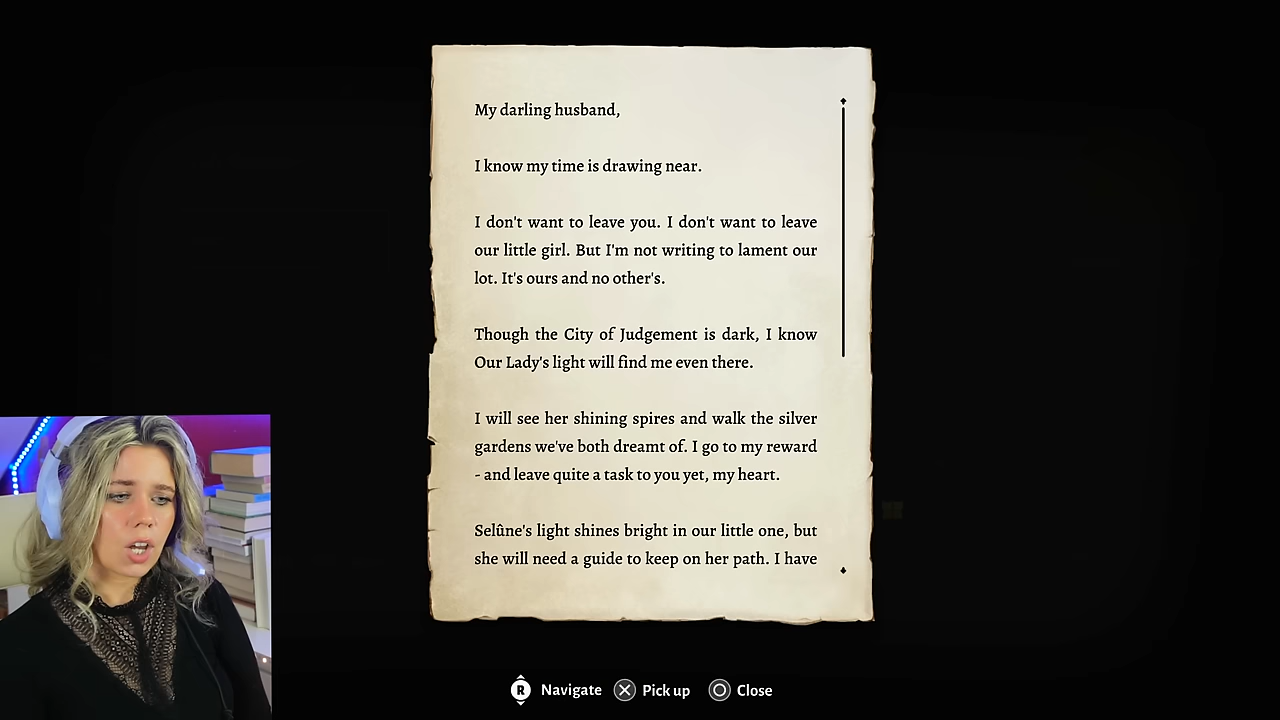 My darling husband,
I know my time is drawing near.
I don't want to leave you. I don't want to leave
our little girl. But I'm not writing to lament our
lot. It's ours and no other's.
Though the City of Judgement is dark, I know
Our Lady's light will find me even there.
I will see her shining spires and walk the silver
gardens we've both dreamt of. I go to my reward
- and leave quite a task to you yet, my heart.
Selûne's light shines bright in our little one, but
she will need a guide to keep on her path. I have
R Navigate Pick up Close